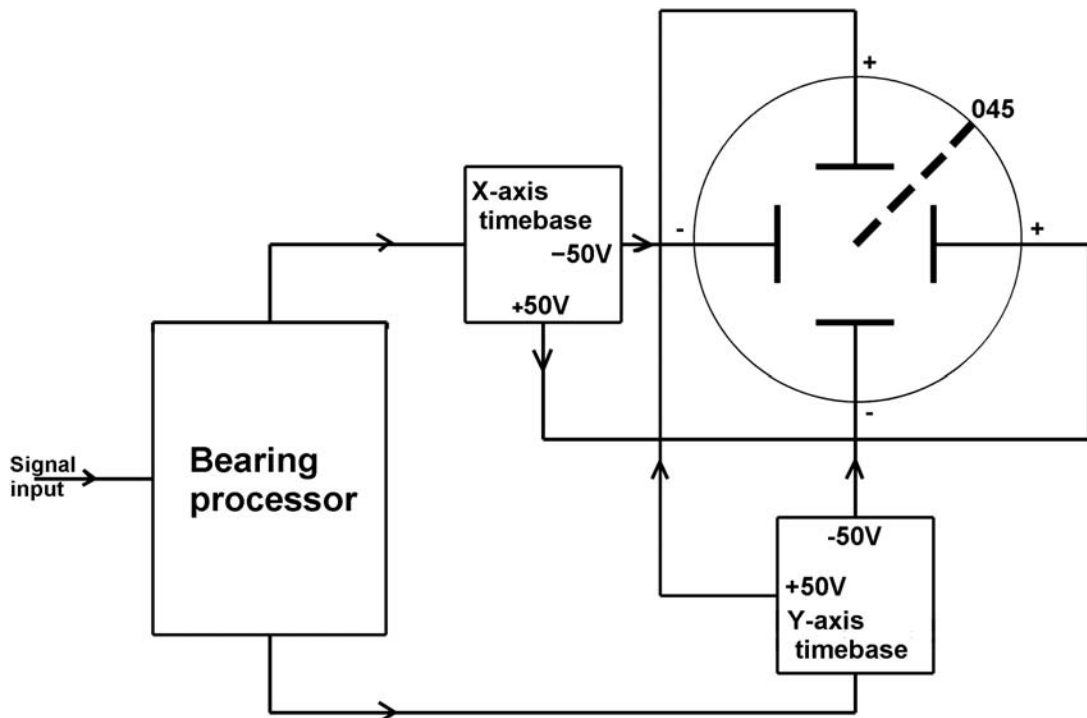 +
045
X-axis
timebase
−50V
+50V
-
+
-
Signal
input
Bearing
processor
-50V
+50V
Y-axis
timebase